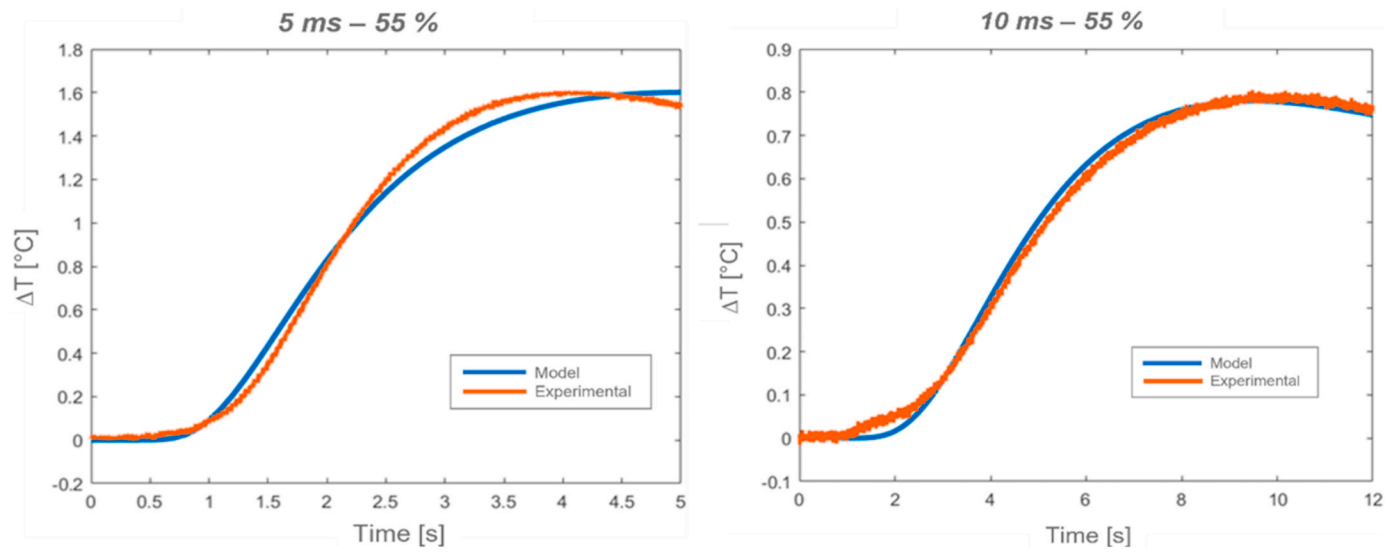 5 ms – 55 %
1.8
1.6
1.4
1.2
1
0.8
0.6
0.4
0.2
0
-0.2
ΔT [°C]
0 0.5 1 1.5 2 2.5 3 3.5 4 4.5 5
Time [s]
Model
Experimental
10 ms – 55 %
0.9
0.8
0.7
0.6
0.5
0.4
0.3
0.2
0.1
0
-0.1
ΔT [°C]
0 2 4 6 8 10 12
Time [s]
Model
Experimental